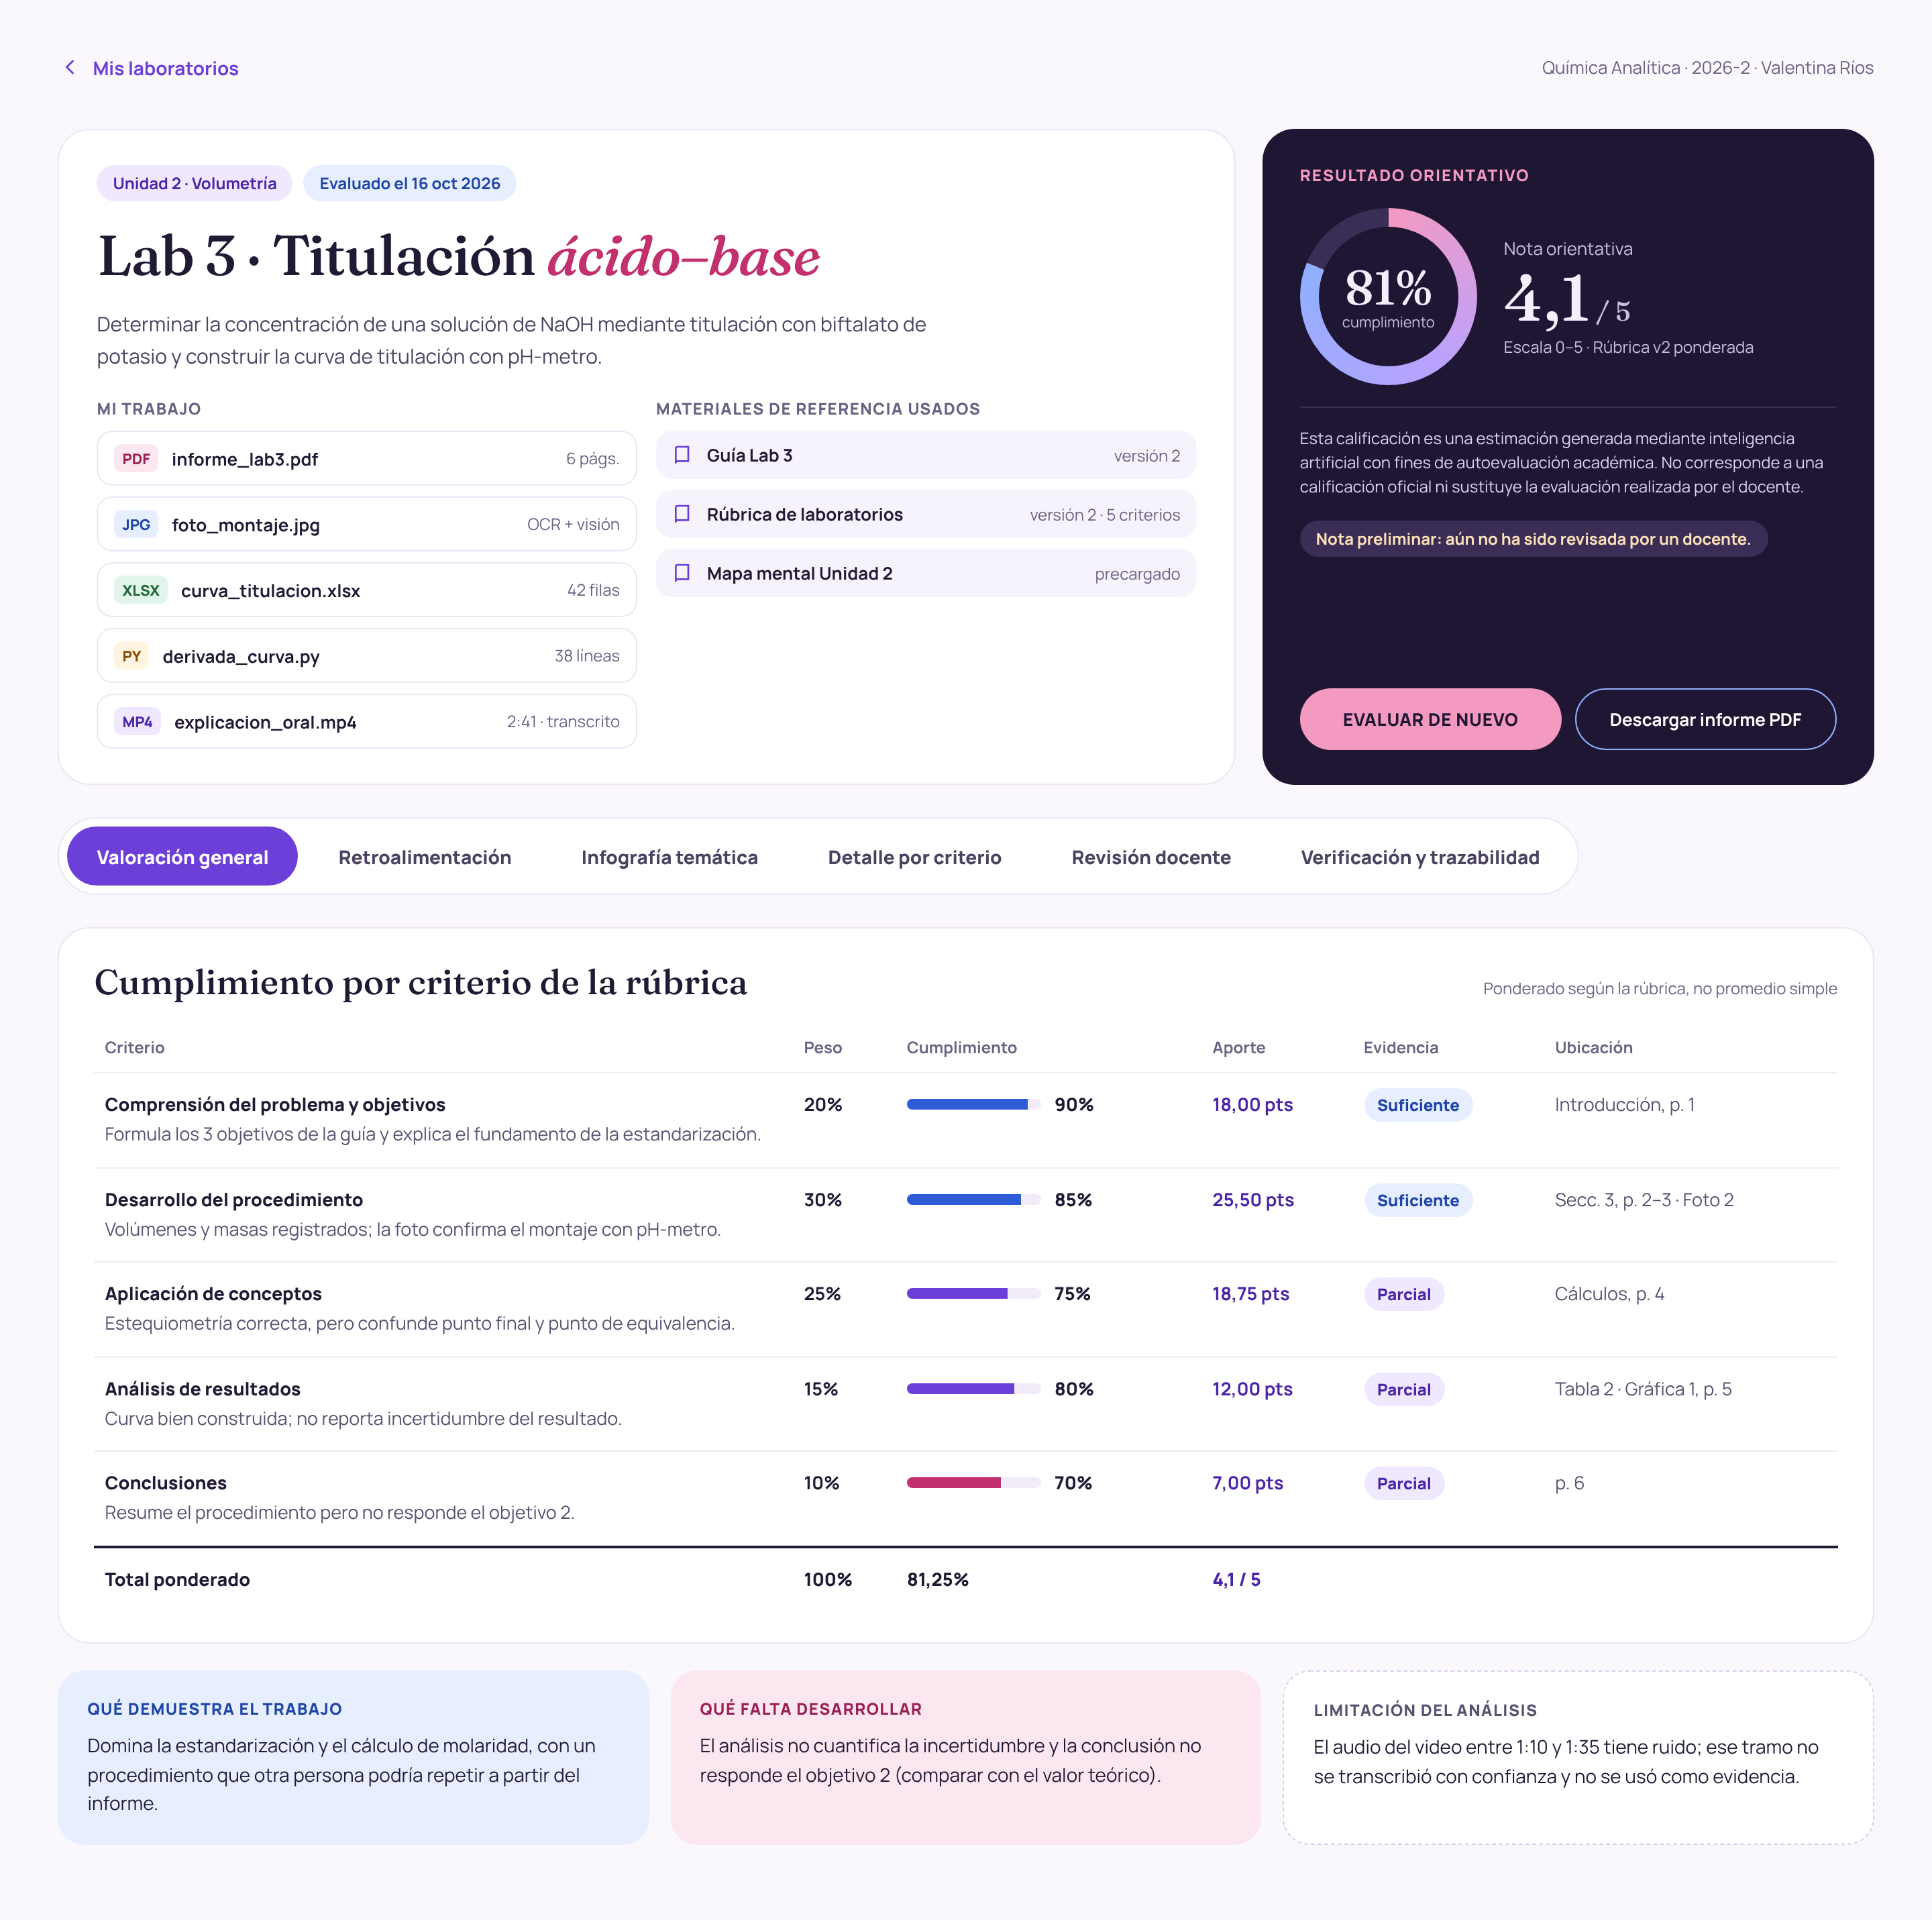 Mis laboratorios
Química Analítica · 2026-2 · Valentina Ríos
Unidad 2 · Volumetría
Evaluado el 16 oct 2026
Lab 3 · Titulación ácido–base
Determinar la concentración de una solución de NaOH mediante titulación con biftalato de
potasio y construir la curva de titulación con pH-metro.
MI TRABAJO
PDF informe_lab3.pdf 6 págs.
JPG foto_montaje.jpg OCR + visión
XLSX curva_titulacion.xlsx 42 filas
PY derivada_curva.py 38 líneas
MP4 explicacion_oral.mp4 2:41 · transcrito
MATERIALES DE REFERENCIA USADOS
Guía Lab 3 versión 2
Rúbrica de laboratorios versión 2 · 5 criterios
Mapa mental Unidad 2 precargado
RESULTADO ORIENTATIVO
81%
cumplimiento
Nota orientativa
4,1 / 5
Escala 0–5 · Rúbrica v2 ponderada
Esta calificación es una estimación generada mediante inteligencia
artificial con fines de autoevaluación académica. No corresponde a una
calificación oficial ni sustituye la evaluación realizada por el docente.
Nota preliminar: aún no ha sido revisada por un docente.
EVALUAR DE NUEVO
Descargar informe PDF
Valoración general
Retroalimentación
Infografía temática
Detalle por criterio
Revisión docente
Verificación y trazabilidad
Cumplimiento por criterio de la rúbrica
Ponderado según la rúbrica, no promedio simple
Criterio Peso Cumplimiento Aporte Evidencia Ubicación
Comprensión del problema y objetivos 20% 90% 18,00 pts Suficiente Introducción, p. 1
Formula los 3 objetivos de la guía y explica el fundamento de la estandarización.
Desarrollo del procedimiento 30% 85% 25,50 pts Suficiente Secc. 3, p. 2–3 · Foto 2
Volúmenes y masas registrados; la foto confirma el montaje con pH-metro.
Aplicación de conceptos 25% 75% 18,75 pts Parcial Cálculos, p. 4
Estequiometría correcta, pero confunde punto final y punto de equivalencia.
Análisis de resultados 15% 80% 12,00 pts Parcial Tabla 2 · Gráfica 1, p. 5
Curva bien construida; no reporta incertidumbre del resultado.
Conclusiones 10% 70% 7,00 pts Parcial p. 6
Resume el procedimiento pero no responde el objetivo 2.
Total ponderado 100% 81,25% 4,1 / 5
QUÉ DEMUESTRA EL TRABAJO
Domina la estandarización y el cálculo de molaridad, con un
procedimiento que otra persona podría repetir a partir del
informe.
QUÉ FALTA DESARROLLAR
El análisis no cuantifica la incertidumbre y la conclusión no
responde el objetivo 2 (comparar con el valor teórico).
LIMITACIÓN DEL ANÁLISIS
El audio del video entre 1:10 y 1:35 tiene ruido; ese tramo no
se transcribió con confianza y no se usó como evidencia.